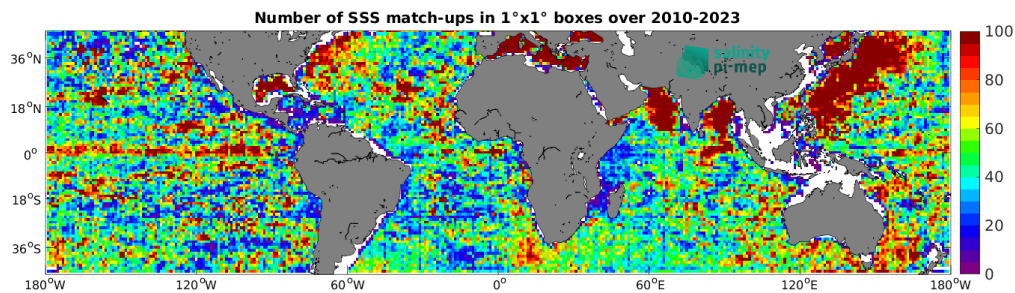 Number of SSS match-ups in 1°x1° boxes over 2010-2023
salinity
pi-mep
36°N
18°N
0°
18°S
36°S
180°W 120°W 60°W 0° 60°E 120°E 180°W
100
80
60
40
20
0